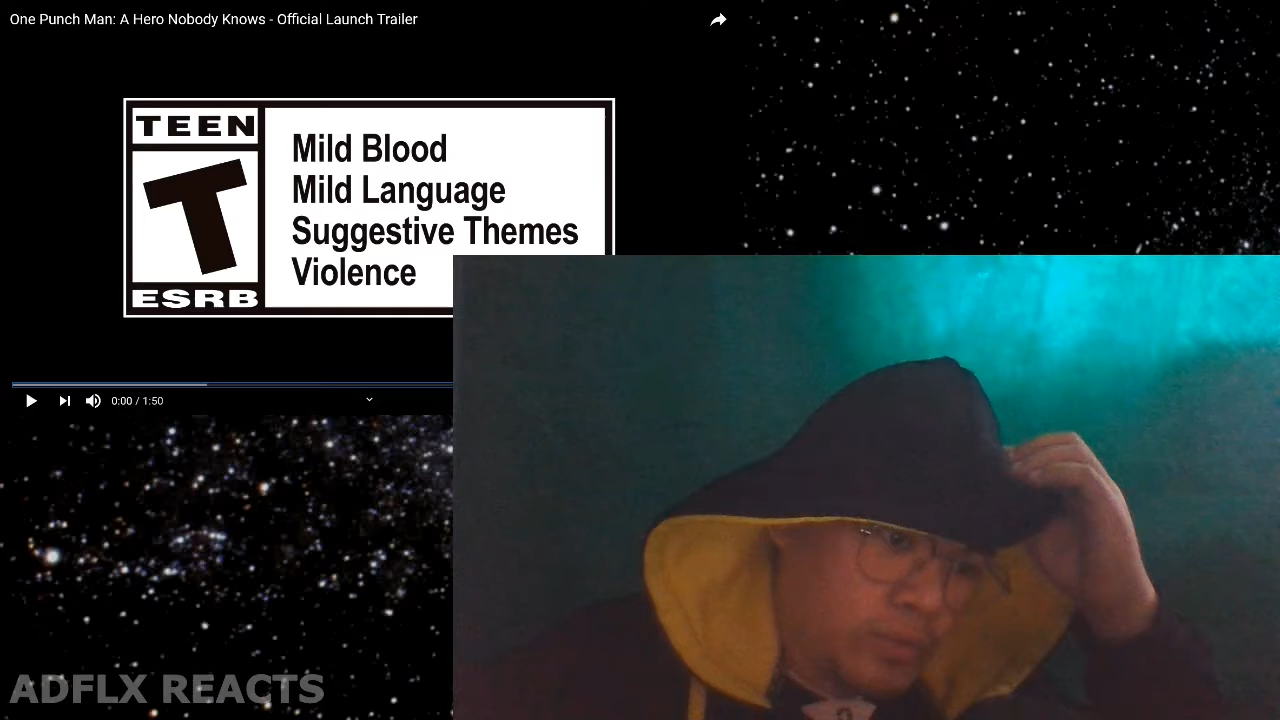 One Punch Man: A Hero Nobody Knows - Official Launch Trailer
TEEN
T
ESRB
Mild Blood
Mild Language
Suggestive Themes
Violence
0:00 / 1:50
ADFLX REACTS